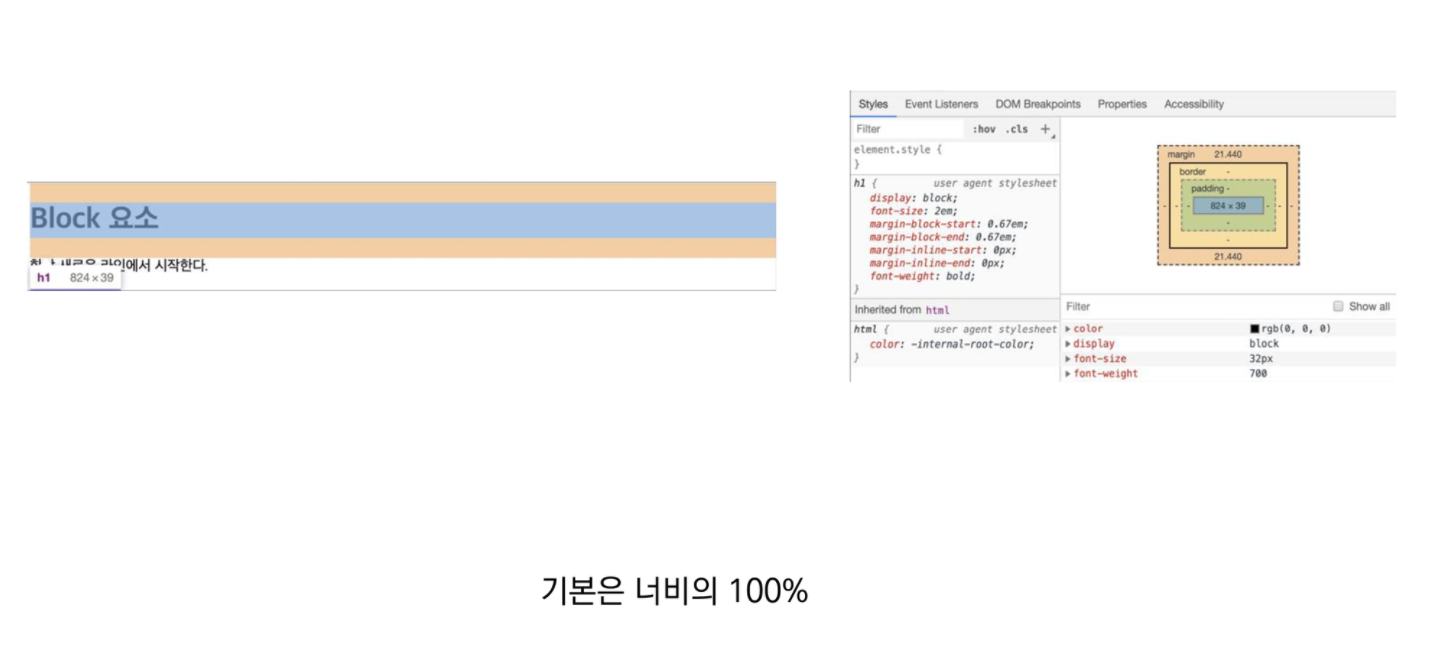 Block 요소
새로운 라인에서 시작한다.
h1 824×39
Styles Event Listeners DOM Breakpoints Properties Accessibility
Filter :hov .cls +
element.style {
}
h1 { user agent stylesheet
display: block;
font-size: 2em;
margin-block-start: 0.67em;
margin-block-end: 0.67em;
margin-inline-start: 0px;
margin-inline-end: 0px;
font-weight: bold;
}
Inherited from html
html { user agent stylesheet
color: -internal-root-color;
}
margin 21.440
border -
padding -
- - - 824 × 39 - - -
-
-
21.440
Filter Show all
color rgb(0, 0, 0)
display block
font-size 32px
font-weight 700
기본은 너비의 100%